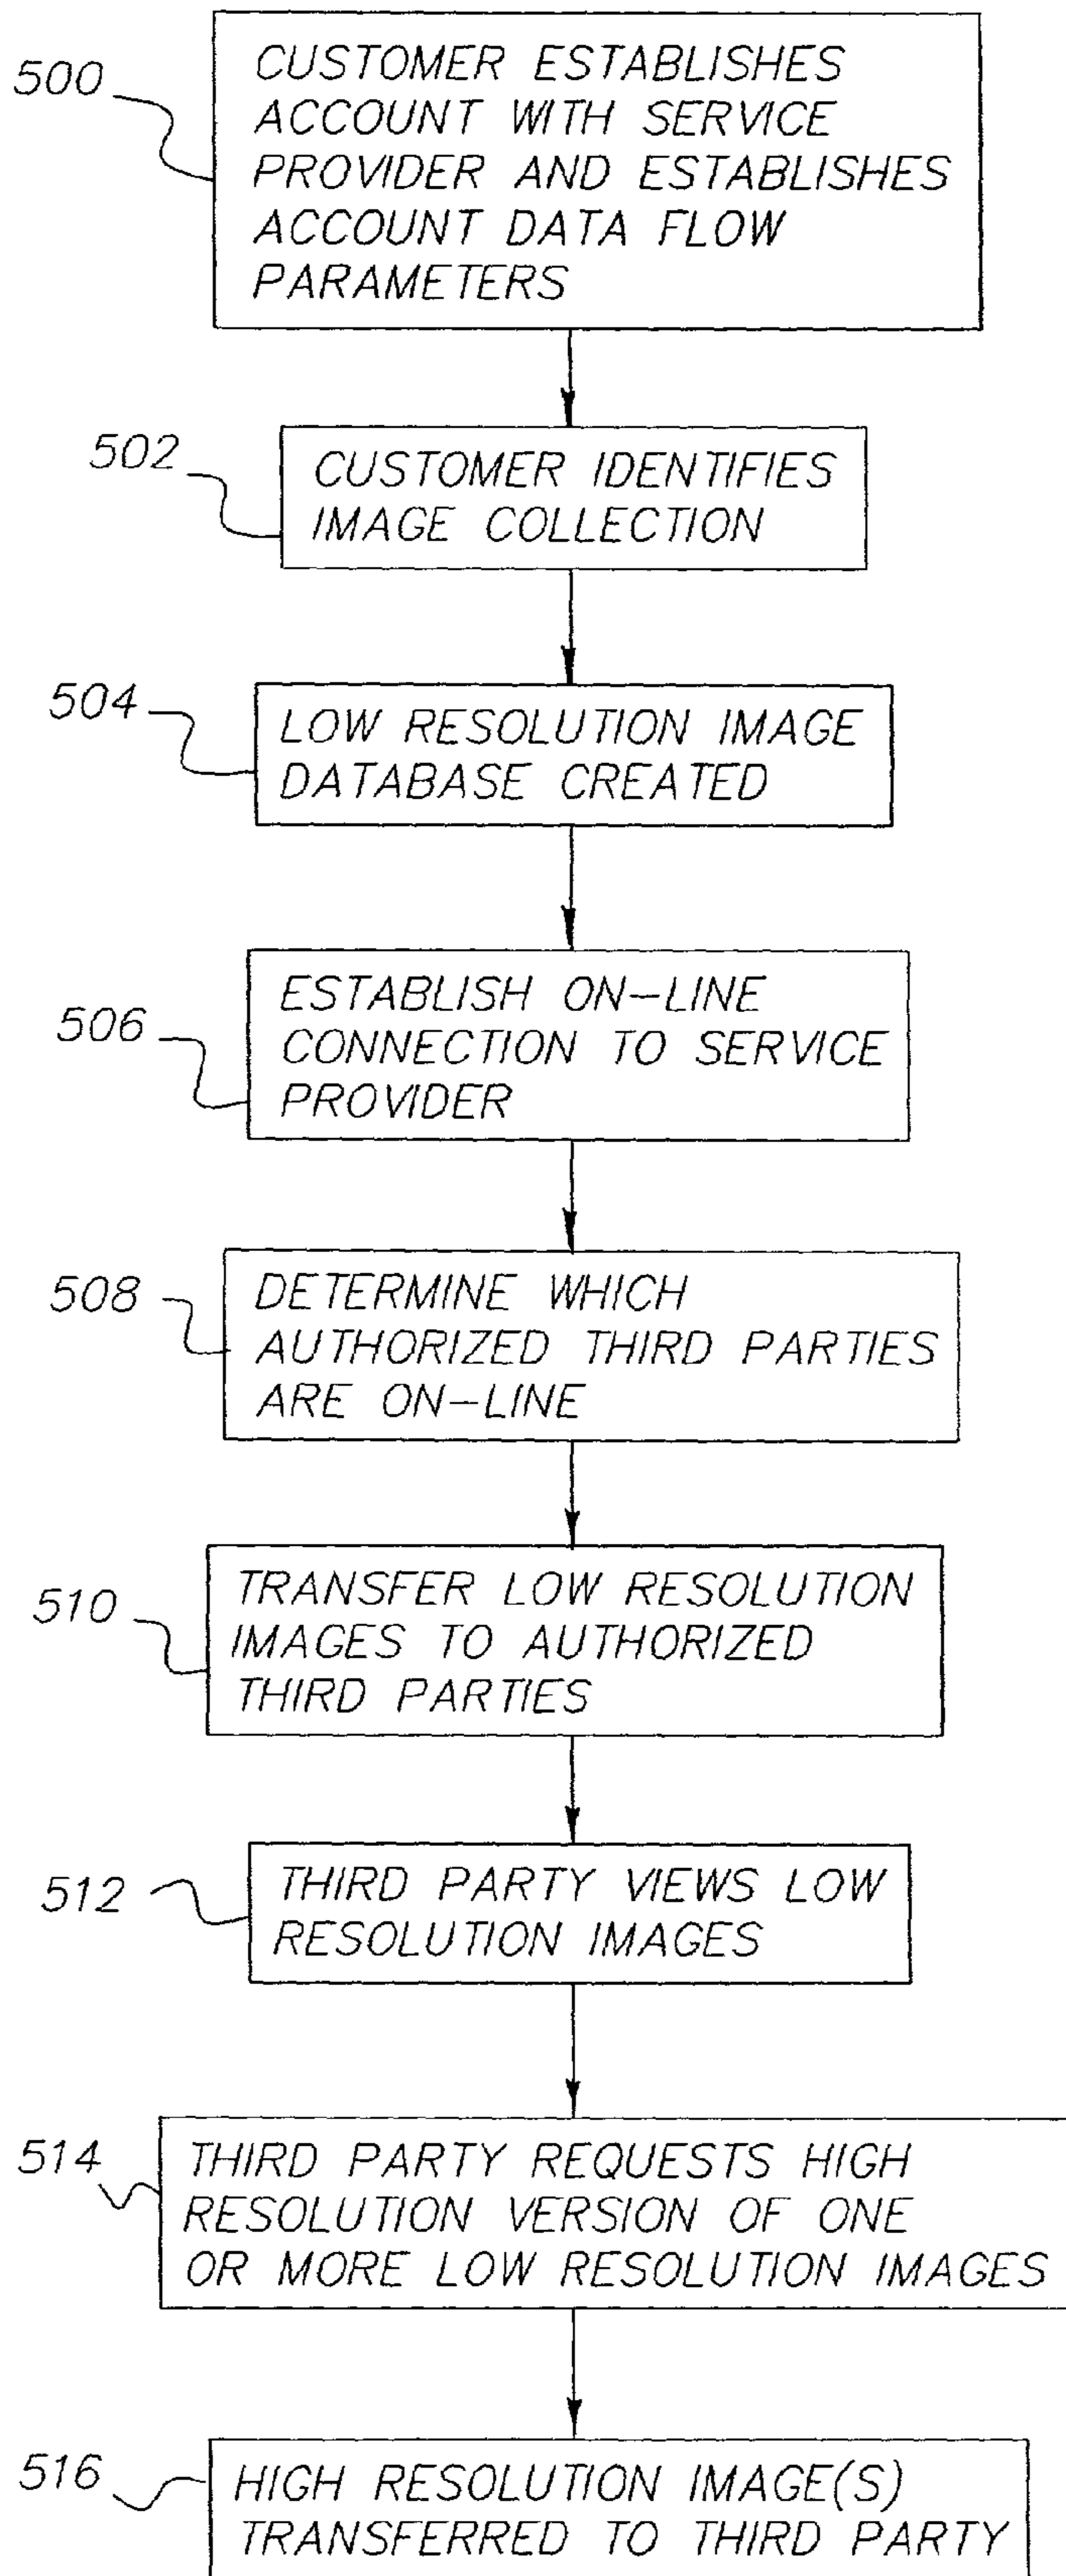 500
CUSTOMER ESTABLISHES
ACCOUNT WITH SERVICE
PROVIDER AND ESTABLISHES
ACCOUNT DATA FLOW
PARAMETERS
502
CUSTOMER IDENTIFIES
IMAGE COLLECTION
504
LOW RESOLUTION IMAGE
DATABASE CREATED
506
ESTABLISH ON-LINE
CONNECTION TO SERVICE
PROVIDER
508
DETERMINE WHICH
AUTHORIZED THIRD PARTIES
ARE ON-LINE
510
TRANSFER LOW RESOLUTION
IMAGES TO AUTHORIZED
THIRD PARTIES
512
THIRD PARTY VIEWS LOW
RESOLUTION IMAGES
514
THIRD PARTY REQUESTS HIGH
RESOLUTION VERSION OF ONE
OR MORE LOW RESOLUTION IMAGES
516
HIGH RESOLUTION IMAGE(S)
TRANSFERRED TO THIRD PARTY